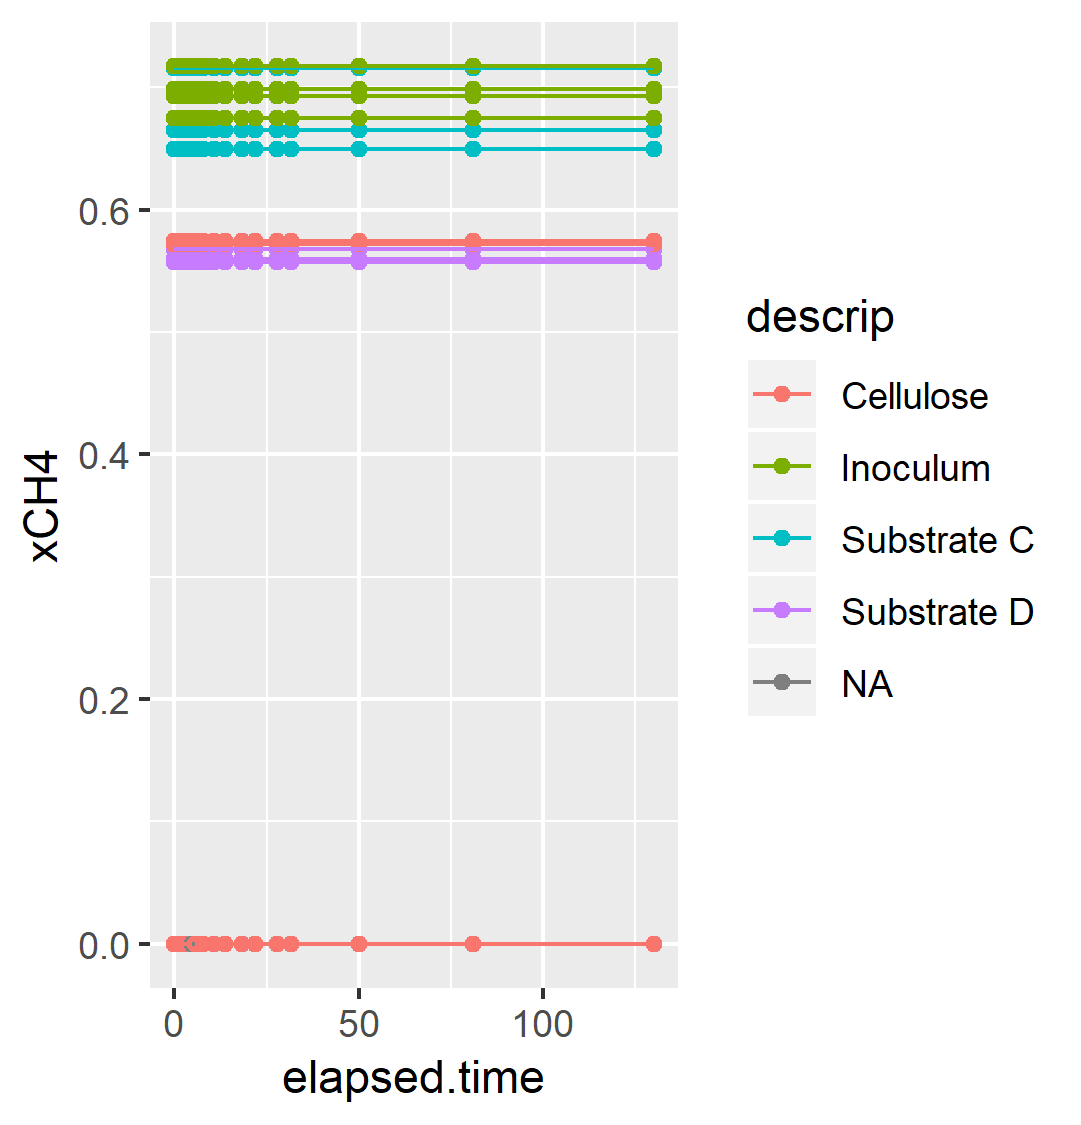 xCH4
0.6
0.4
0.2
0.0
0
50
100
elapsed.time
descrip
Cellulose
Inoculum
Substrate C
Substrate D
NA